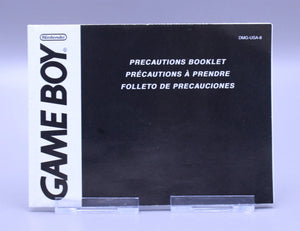 Nintendo
GAME BOY
DMG-USA-8
PRECAUTIONS BOOKLET
PRÉCAUTIONS À PRENDRE
FOLLETO DE PRECAUCIONES